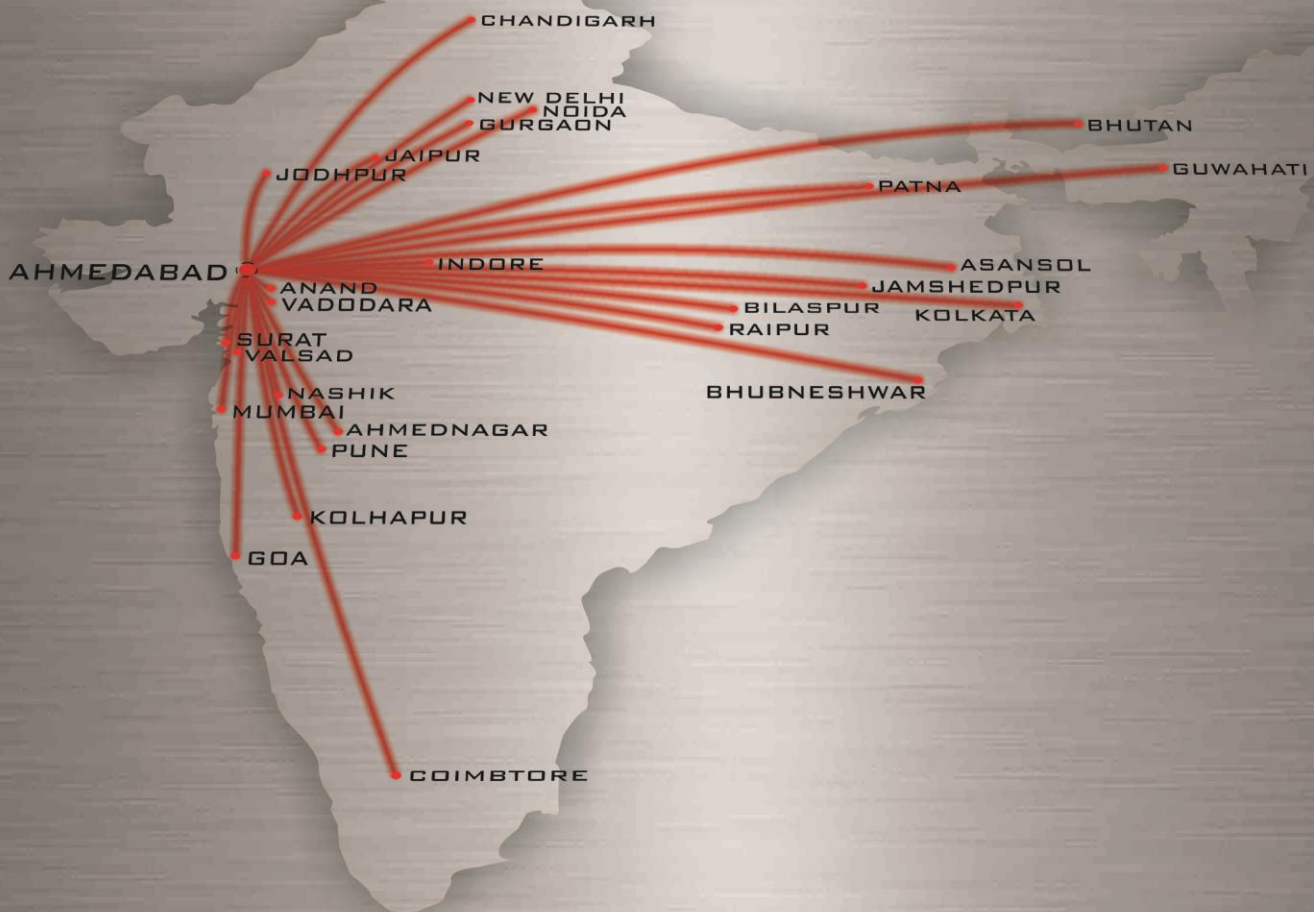 CHANDIGARH
NEW DELHI
NOIDA
GURGAON
BHUTAN
JAIPUR
GUWAHATI
JODHPUR
PATNA
AHMEDABAD
INDORE
ASANSOL
ANAND
JAMSHEDPUR
VADODARA
BILASPUR
KOLKATA
RAIPUR
SURAT
VALSAD
NASHIK
BHUBNESHWAR
MUMBAI
AHMEDNAGAR
PUNE
KOLHAPUR
GOA
COIMBTORE